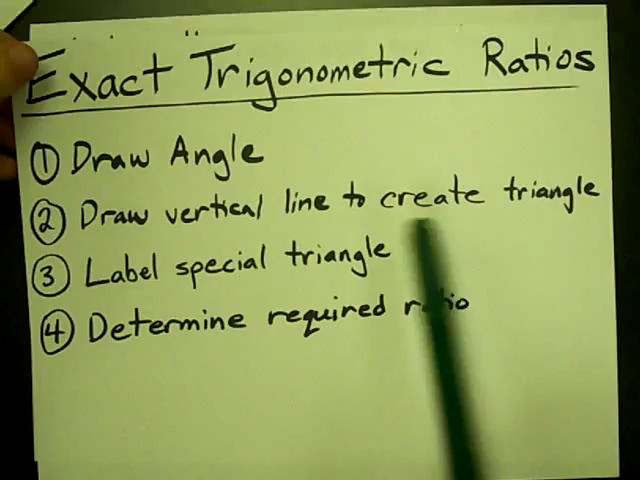 Exact Trigonometric Ratios
① Draw Angle
② Draw vertical line to create triangle
③ Label special triangle
④ Determine required ratio